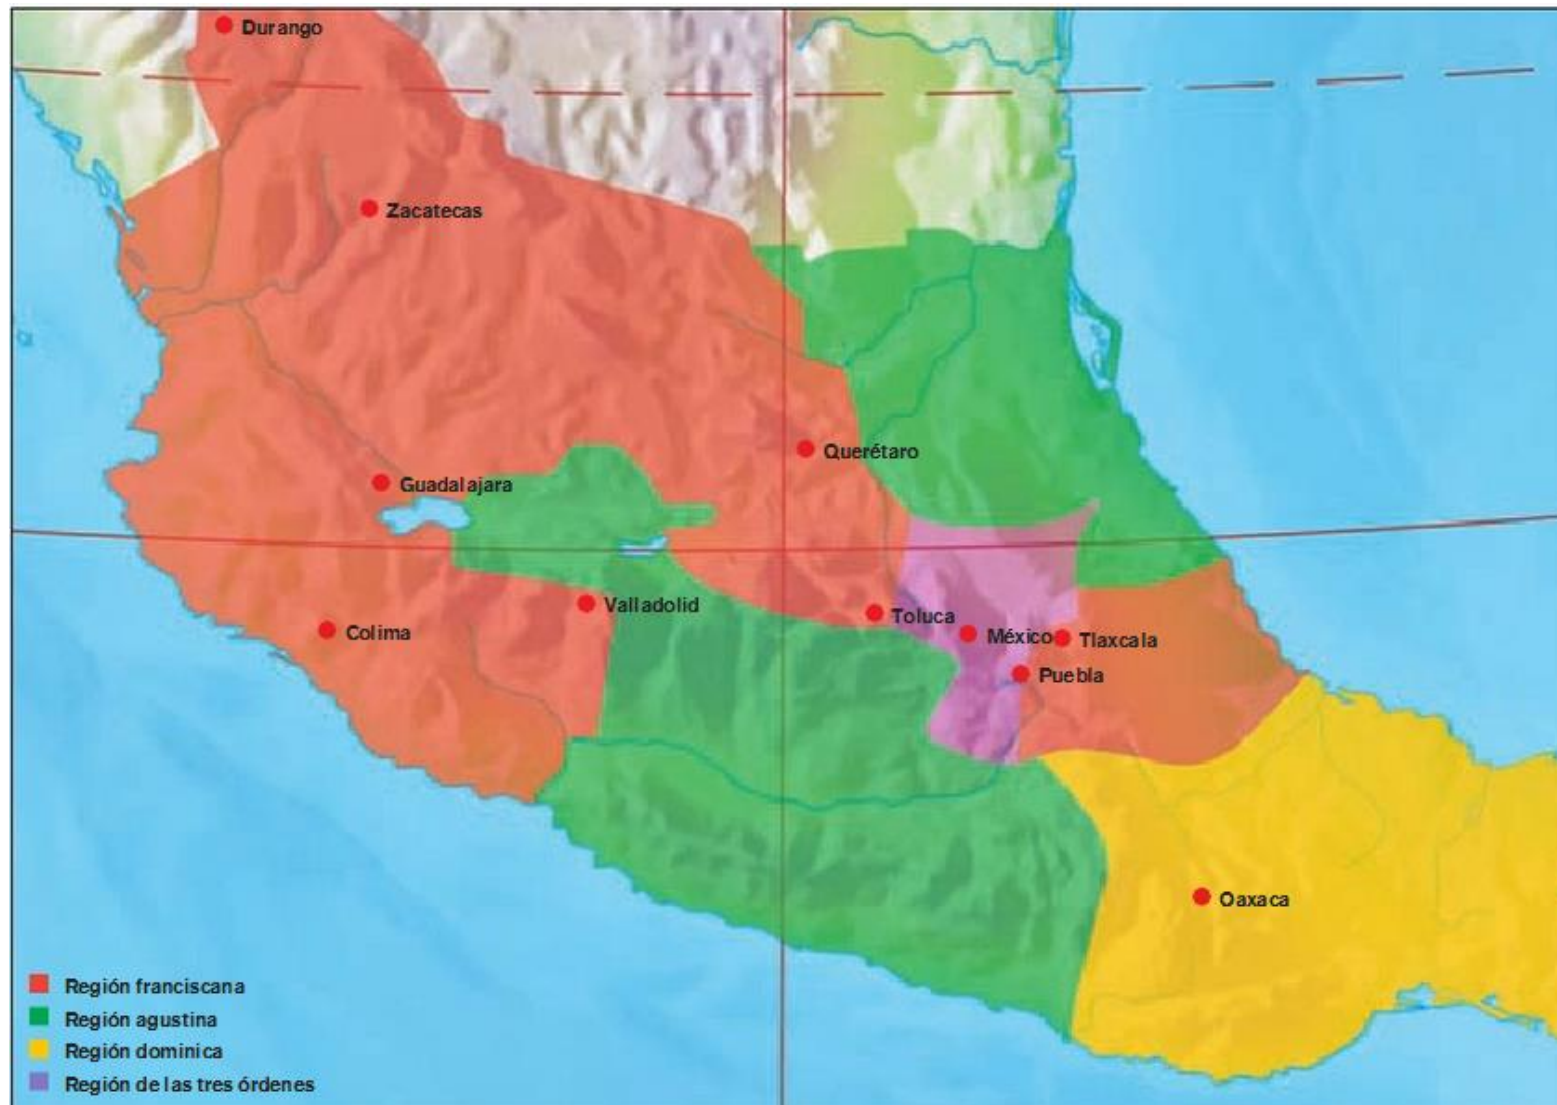 Durango
Zacatecas
Querétaro
Guadalajara
Valladolid
Toluca
Colima
México
Tlaxcala
Puebla
Oaxaca
Región franciscana
Región agustina
Región dominica
Región de las tres órdenes